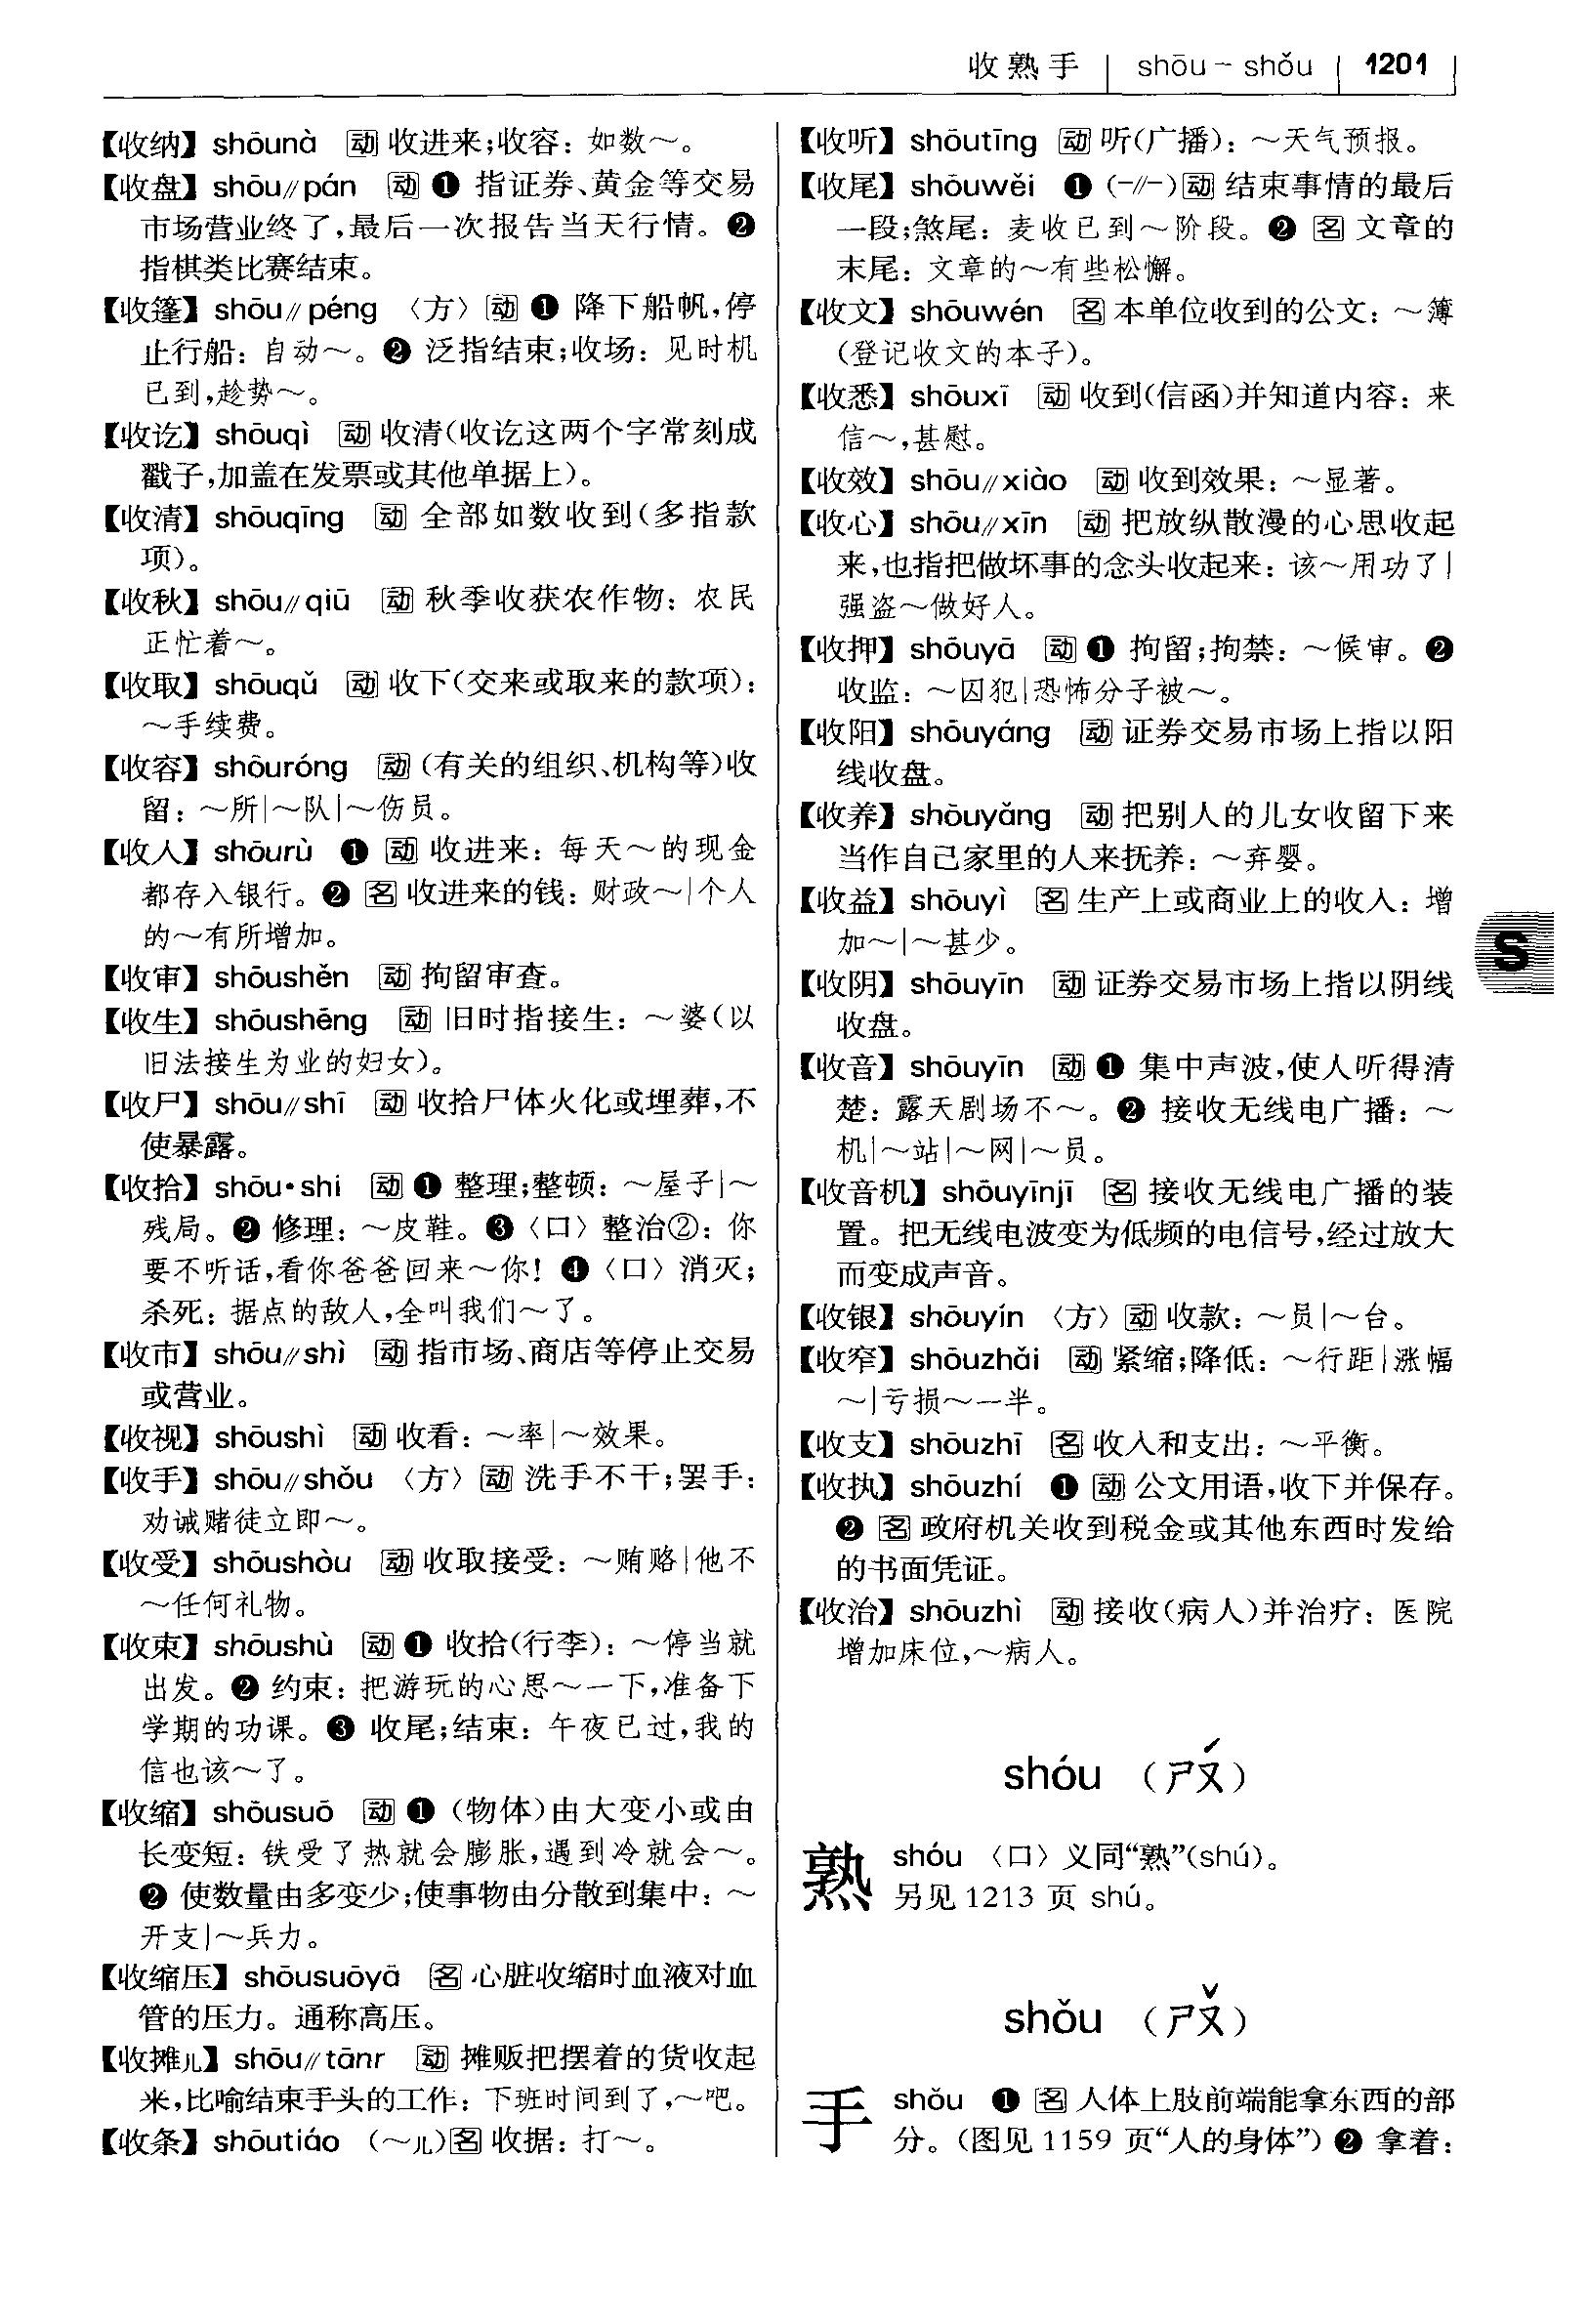 收熟手 | shōu－shǒu | 1201
【收纳】shōunà 动 收进来;收容：如数～。
【收盘】shōu∥pán 动 ❶ 指证券、黄金等交易
市场营业终了,最后一次报告当天行情。❷
指棋类比赛结束。
【收篷】shōu∥péng 〈方〉动 ❶ 降下船帆,停
止行船：自动～。❷ 泛指结束;收场：见时机
已到,趁势～。
【收讫】shōuqì 动 收清(收讫这两个字常刻成
戳子,加盖在发票或其他单据上)。
【收清】shōuqīng 动 全部如数收到(多指款
项)。
【收秋】shōu∥qiū 动 秋季收获农作物：农民
正忙着～。
【收取】shōuqǔ 动 收下(交来或取来的款项)：
～手续费。
【收容】shōuróng 动 (有关的组织、机构等)收
留：～所|～队|～伤员。
【收入】shōurù ❶ 动 收进来：每天～的现金
都存入银行。❷ 名 收进来的钱：财政～|个人
的～有所增加。
【收审】shōushěn 动 拘留审查。
【收生】shōushēng 动 旧时指接生：～婆(以
旧法接生为业的妇女)。
【收尸】shōu∥shī 动 收拾尸体火化或埋葬,不
使暴露。
【收拾】shōu•shi 动 ❶ 整理;整顿：～屋子|～
残局。❷ 修理：～皮鞋。❸〈口〉整治②：你
要不听话,看你爸爸回来～你! ❹〈口〉消灭;
杀死：据点的敌人,全叫我们～了。
【收市】shōu∥shì 动 指市场、商店等停止交易
或营业。
【收视】shōushì 动 收看：～率|～效果。
【收手】shōu∥shǒu 〈方〉动 洗手不干;罢手：
劝诫赌徒立即～。
【收受】shōushòu 动 收取接受：～贿赂|他不
～任何礼物。
【收束】shōushù 动 ❶ 收拾(行李)：～停当就
出发。❷ 约束：把游玩的心思～一下,准备下
学期的功课。❸ 收尾;结束：午夜已过,我的
信也该～了。
【收缩】shōusuō 动 ❶ (物体)由大变小或由
长变短：铁受了热就会膨胀,遇到冷就会～。
❷ 使数量由多变少;使事物由分散到集中：～
开支|～兵力。
【收缩压】shōusuōyā 名 心脏收缩时血液对血
管的压力。通称高压。
【收摊儿】shōu∥tānr 动 摊贩把摆着的货收起
来,比喻结束手头的工作：下班时间到了,～吧。
【收条】shōutiáo (～儿)名 收据：打～。
【收听】shōutīng 动 听(广播)：～天气预报。
【收尾】shōuwěi ❶ (-∥-)动 结束事情的最后
一段;煞尾：麦收已到～阶段。❷ 名 文章的
末尾：文章的～有些松懈。
【收文】shōuwén 名 本单位收到的公文：～簿
(登记收文的本子)。
【收悉】shōuxī 动 收到(信函)并知道内容：来
信～,甚慰。
【收效】shōu∥xiào 动 收到效果：～显著。
【收心】shōu∥xīn 动 把放纵散漫的心思收起
来,也指把做坏事的念头收起来：该～用功了|
强盗～做好人。
【收押】shōuyā 动 ❶ 拘留;拘禁：～候审。❷
收监：～囚犯|恐怖分子被～。
【收阳】shōuyáng 动 证券交易市场上指以阳
线收盘。
【收养】shōuyǎng 动 把别人的儿女收留下来
当作自己家里的人来抚养：～弃婴。
【收益】shōuyì 名 生产上或商业上的收入：增
加～|～甚少。
【收阴】shōuyīn 动 证券交易市场上指以阴线
收盘。
【收音】shōuyīn 动 ❶ 集中声波,使人听得清
楚：露天剧场不～。❷ 接收无线电广播：～
机|～站|～网|～员。
【收音机】shōuyīnjī 名 接收无线电广播的装
置。把无线电波变为低频的电信号,经过放大
而变成声音。
【收银】shōuyín 〈方〉动 收款：～员|～台。
【收窄】shōuzhǎi 动 紧缩;降低：～行距|涨幅
～|亏损～一半。
【收支】shōuzhī 名 收入和支出：～平衡。
【收执】shōuzhí ❶ 动 公文用语,收下并保存。
❷ 名 政府机关收到税金或其他东西时发给
的书面凭证。
【收治】shōuzhì 动 接收(病人)并治疗：医院
增加床位,～病人。
S
shóu (ㄕㄡˊ)
熟 shóu 〈口〉义同“熟”(shú)。
另见 1213 页 shú。
shǒu (ㄕㄡˇ)
手 shǒu ❶ 名 人体上肢前端能拿东西的部
分。(图见 1159 页“人的身体”) ❷ 拿着：